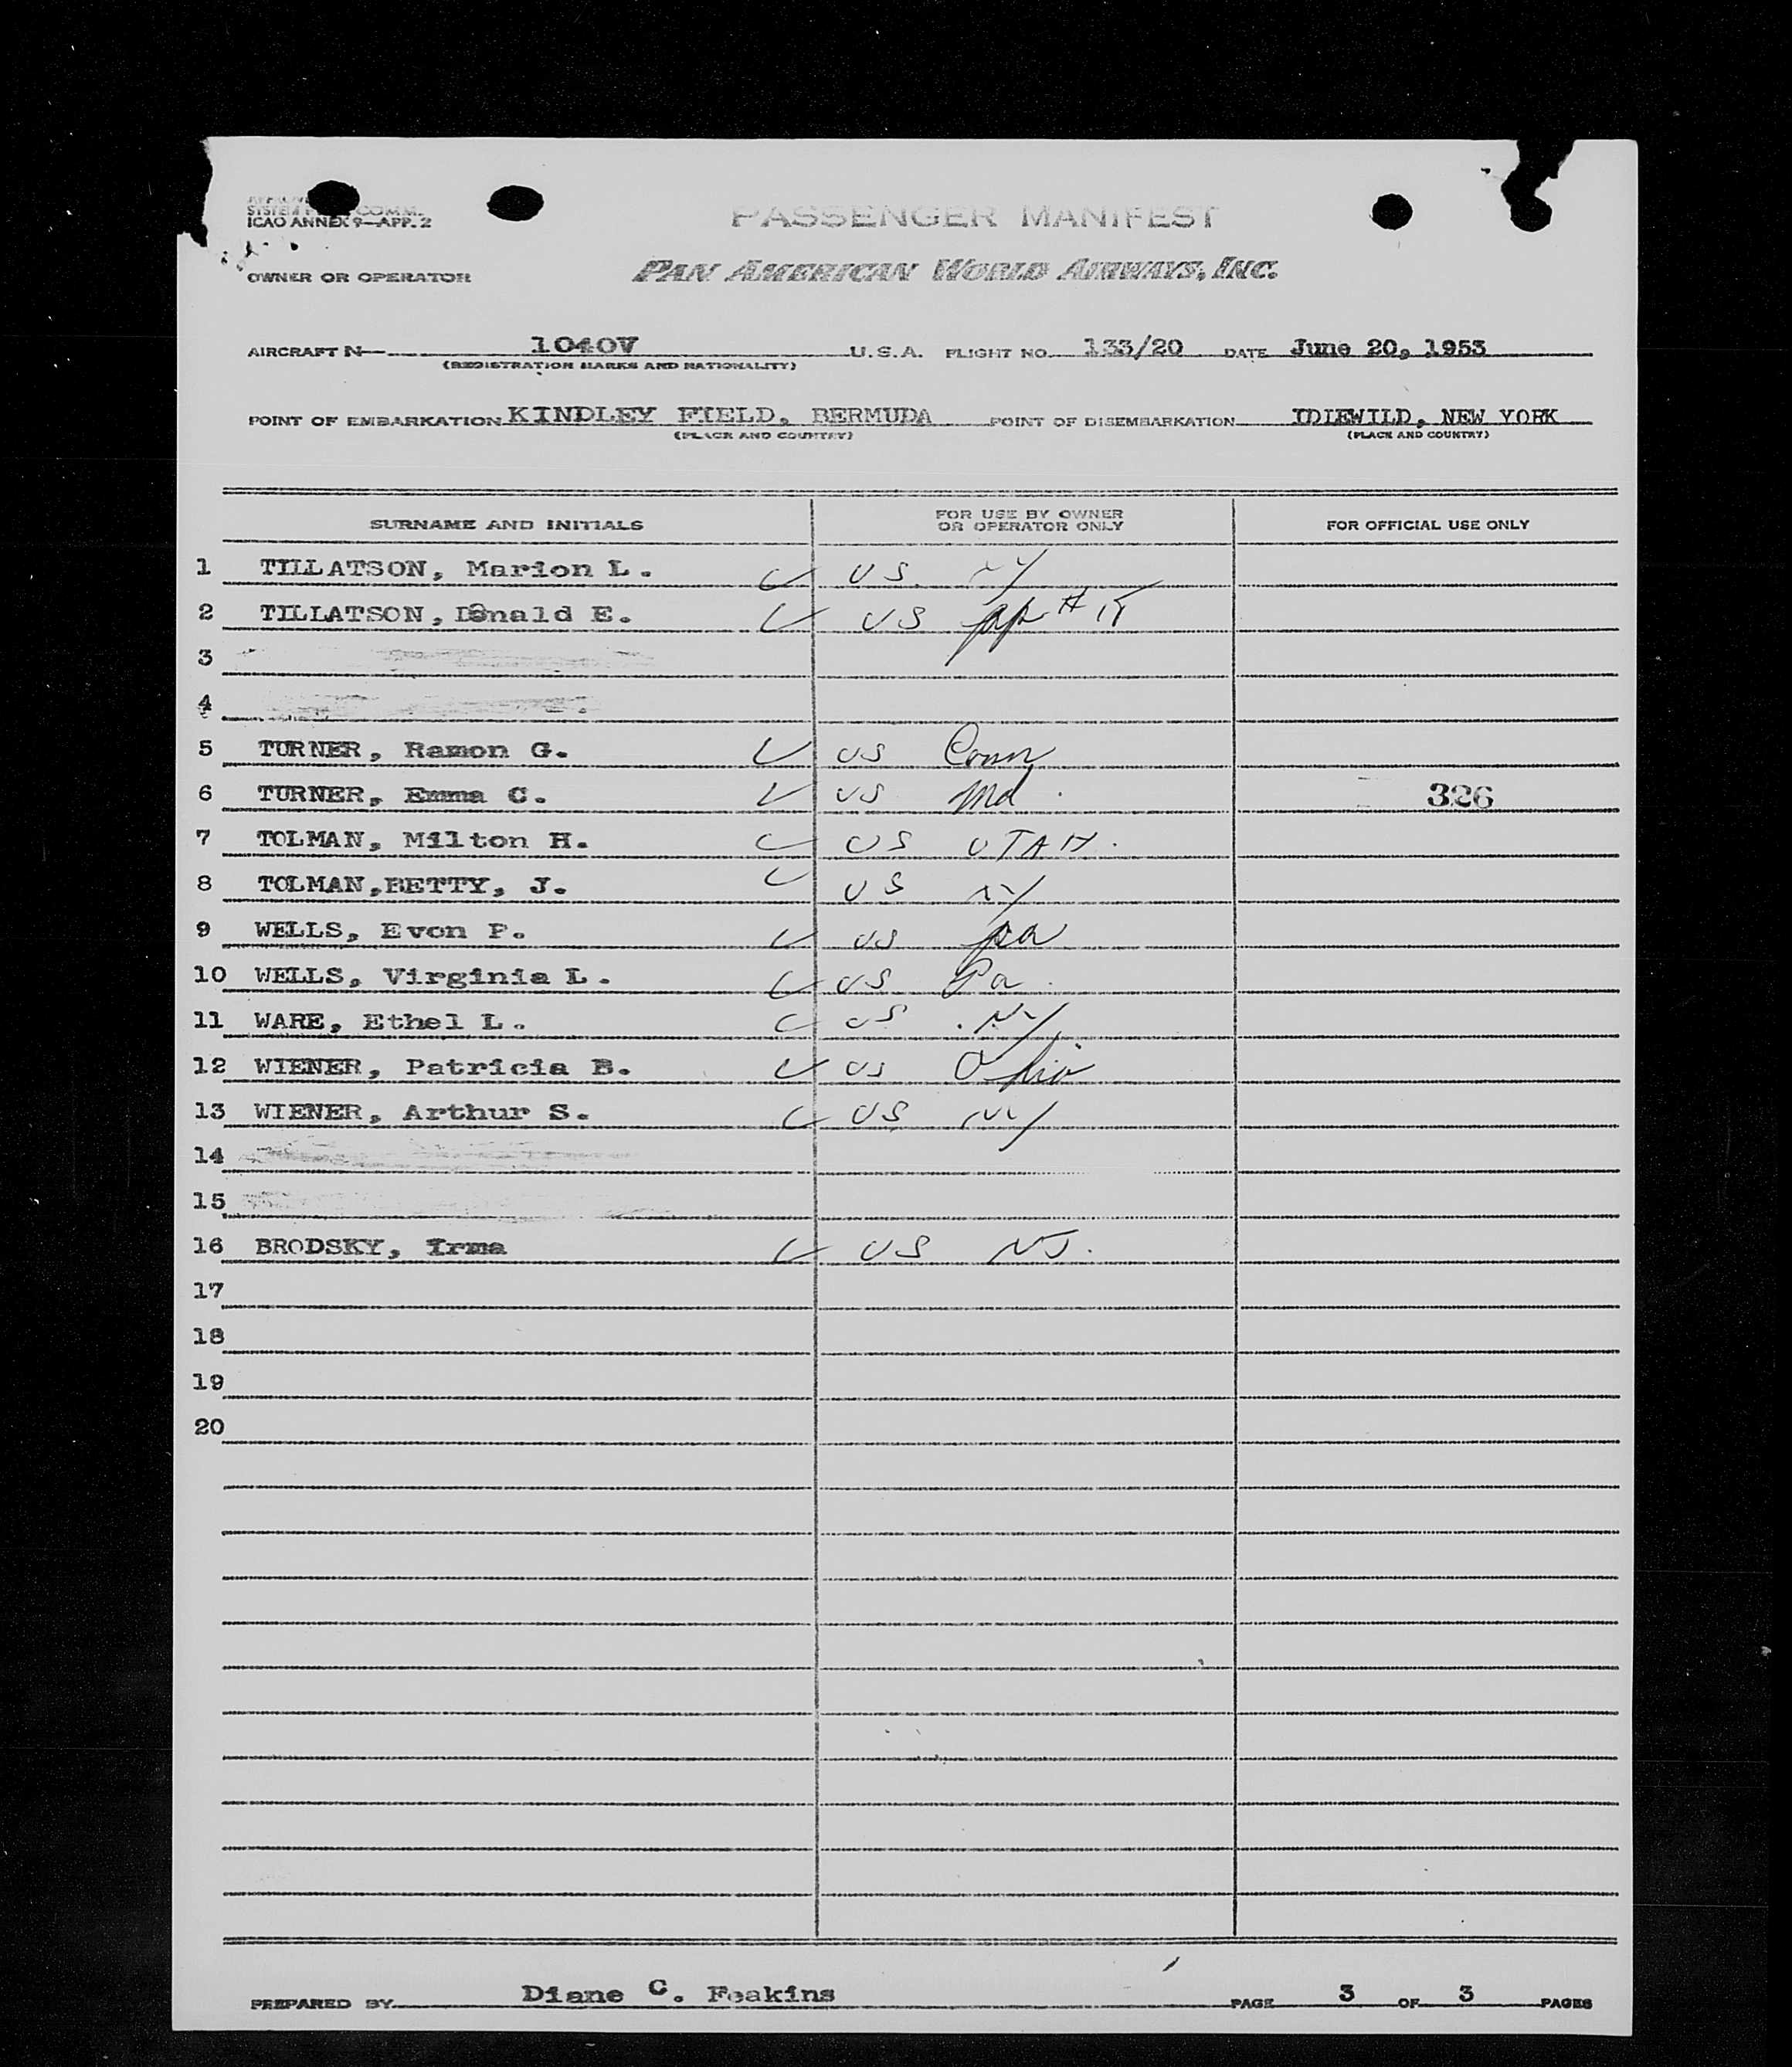 ICAO ANNEX 9—APP. 2
PASSENGER MANIFEST
OWNER OR OPERATOR PAN AMERICAN WORLD AIRWAYS, INC.
AIRCRAFT N— 1040V U.S.A. FLIGHT NO. 133/20 DATE June 20, 1953
(REGISTRATION MARKS AND NATIONALITY)
POINT OF EMBARKATION KINDLEY FIELD, BERMUDA POINT OF DISEMBARKATION IDLEWILD, NEW YORK
(PLACE AND COUNTRY) (PLACE AND COUNTRY)
SURNAME AND INITIALS FOR USE BY OWNER OR OPERATOR ONLY FOR OFFICIAL USE ONLY
1 TILLATSON, Marion L. US. NY
2 TILLATSON, Donald E. US
3
4
5 TURNER, Ramon G. US Conn
6 TURNER, Emma C. US Md. 326
7 TOLMAN, Milton H. US UTAH.
8 TOLMAN,BETTY, J. US NY
9 WELLS, Evon P. US pa
10 WELLS, Virginia L. US Pa.
11 WARE, Ethel L. US NY
12 WIENER, Patricia B. US Ohio
13 WIENER, Arthur S. US NY
14
15
16 BRODSKY, Irma US NJ.
17
18
19
20
PREPARED BY Diane C. Feakins PAGE 3 OF 3 PAGES